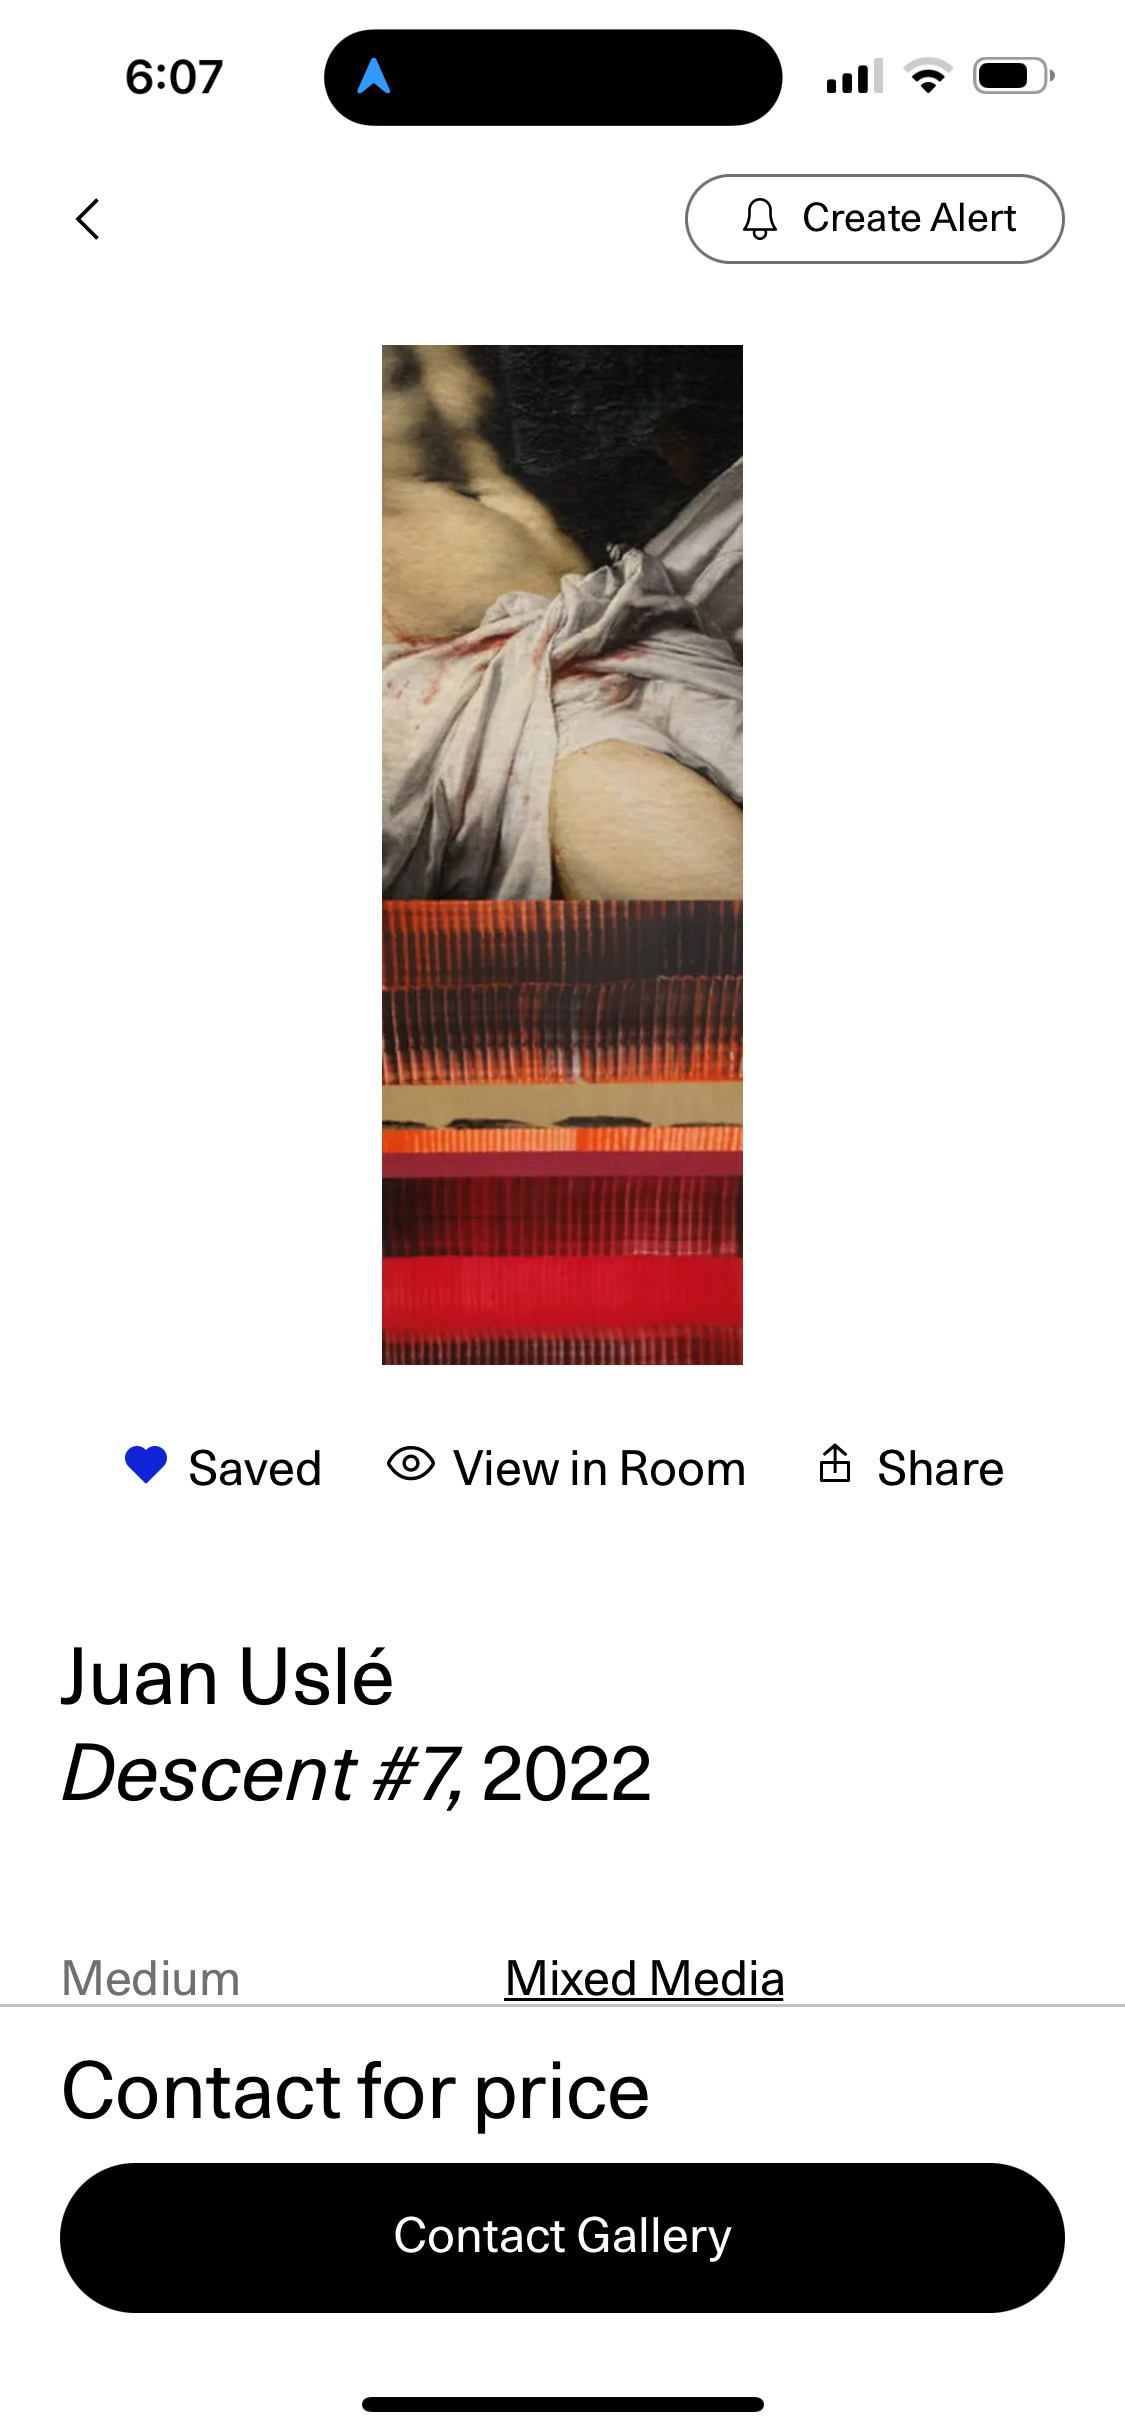 6:07
Create Alert
Saved
View in Room
Share
Juan Uslé
Descent #7, 2022
Medium
Mixed Media
Contact for price
Contact Gallery